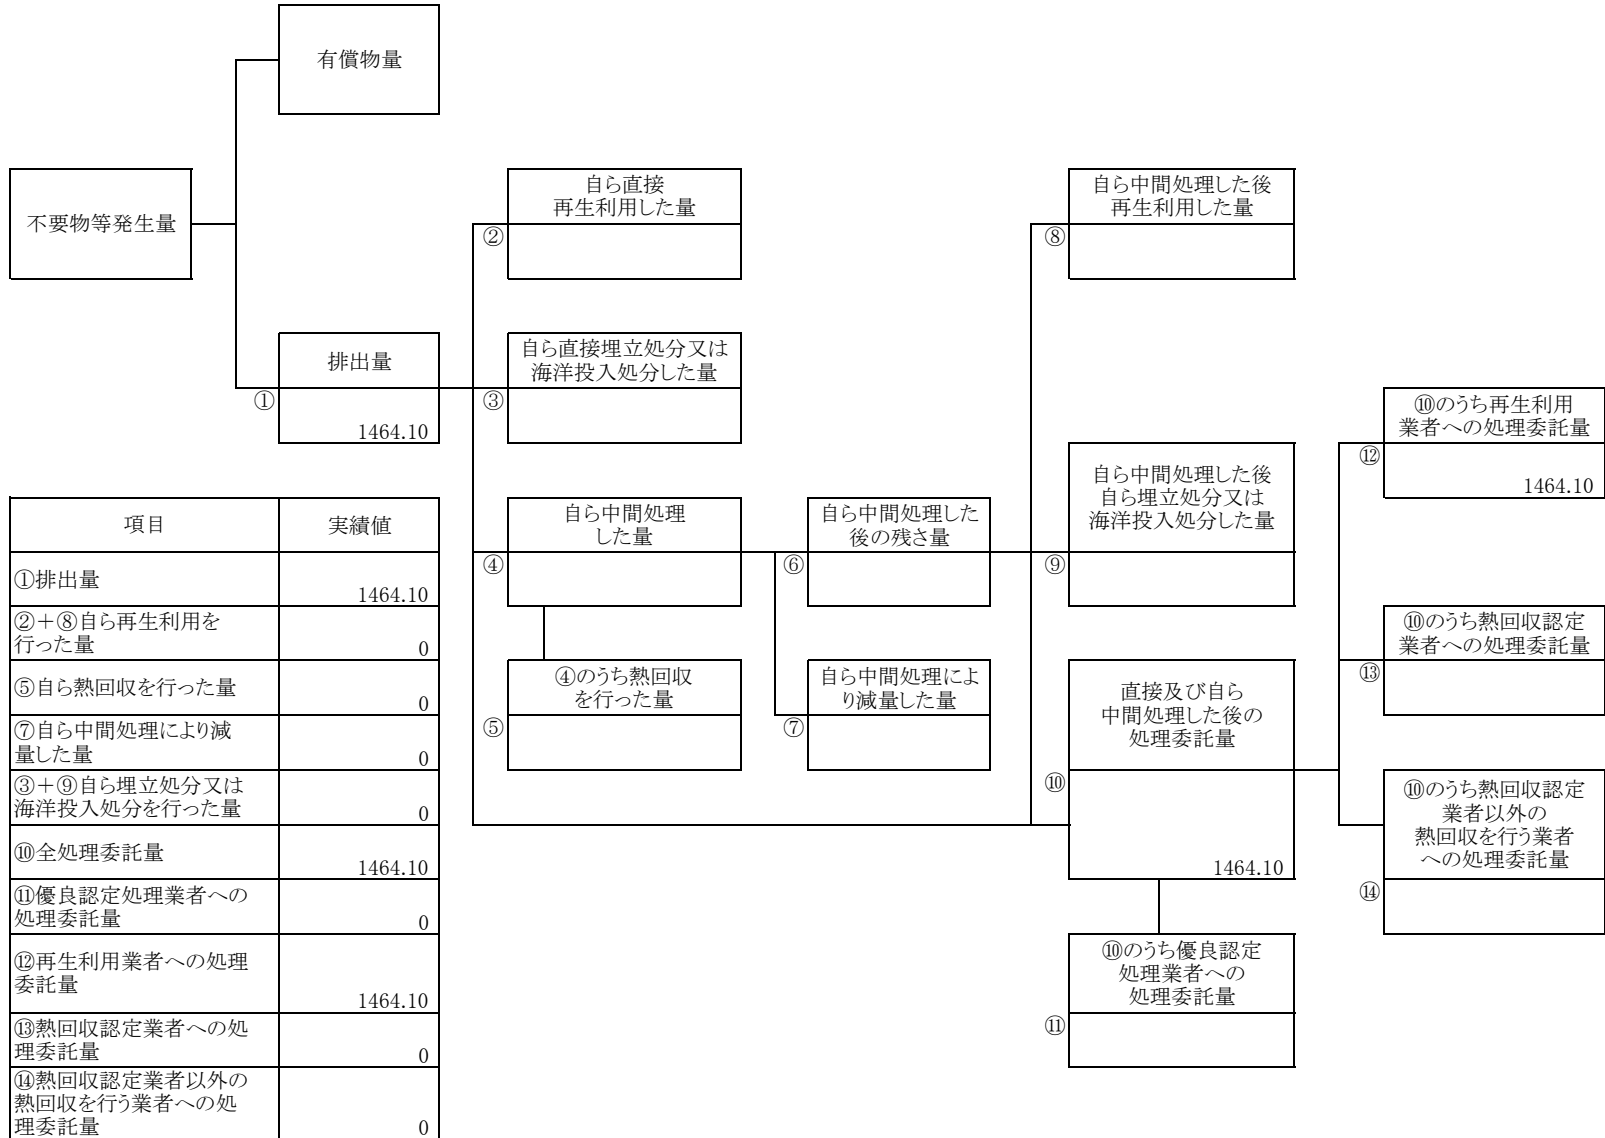 有償物量
不要物等発生量
自ら直接
再生利用した量
②
自ら中間処理した後
再生利用した量
⑧
排出量
①
1464.10
自ら直接埋立処分又は
海洋投入処分した量
③
⑩のうち再生利用
業者への処理委託量
⑫
1464.10
自ら中間処理した後
自ら埋立処分又は
海洋投入処分した量
⑨
自ら中間処理
した量
④
自ら中間処理した
後の残さ量
⑥
④のうち熱回収
を行った量
⑤
自ら中間処理によ
り減量した量
⑦
直接及び自ら
中間処理した後の
処理委託量
⑩
1464.10
⑩のうち熱回収認定
業者への処理委託量
⑬
⑩のうち熱回収認定
業者以外の
熱回収を行う業者
への処理委託量
⑭
⑩のうち優良認定
処理業者への
処理委託量
⑪
項目 実績値
①排出量 1464.10
②＋⑧自ら再生利用を
行った量 0
⑤自ら熱回収を行った量 0
⑦自ら中間処理により減
量した量 0
③＋⑨自ら埋立処分又は
海洋投入処分を行った量 0
⑩全処理委託量 1464.10
⑪優良認定処理業者への
処理委託量 0
⑫再生利用業者への処理
委託量 1464.10
⑬熱回収認定業者への処
理委託量 0
⑭熱回収認定業者以外の
熱回収を行う業者への処
理委託量 0